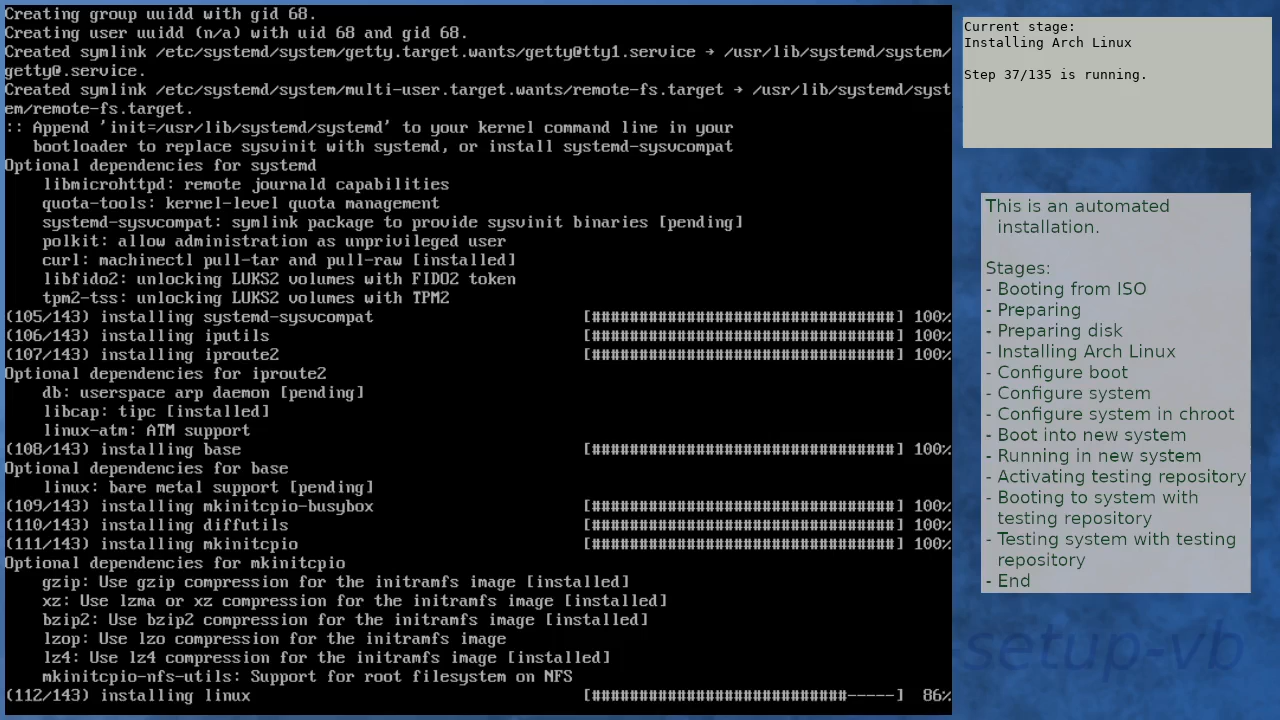 Creating group uuidd with gid 68.
Creating user uuidd (n/a) with uid 68 and gid 68.
Created symlink /etc/systemd/system/getty.target.wants/getty@tty1.service → /usr/lib/systemd/system/
getty@.service.
Created symlink /etc/systemd/system/multi-user.target.wants/remote-fs.target → /usr/lib/systemd/syst
em/remote-fs.target.
:: Append 'init=/usr/lib/systemd/systemd' to your kernel command line in your
   bootloader to replace sysvinit with systemd, or install systemd-sysvcompat
Optional dependencies for systemd
    libmicrohttpd: remote journald capabilities
    quota-tools: kernel-level quota management
    systemd-sysvcompat: symlink package to provide sysvinit binaries [pending]
    polkit: allow administration as unprivileged user
    curl: machinectl pull-tar and pull-raw [installed]
    libfido2: unlocking LUKS2 volumes with FIDO2 token
    tpm2-tss: unlocking LUKS2 volumes with TPM2
(105/143) installing systemd-sysvcompat [################################] 100%
(106/143) installing iputils [################################] 100%
(107/143) installing iproute2 [################################] 100%
Optional dependencies for iproute2
    db: userspace arp daemon [pending]
    libcap: tipc [installed]
    linux-atm: ATM support
(108/143) installing base [################################] 100%
Optional dependencies for base
    linux: bare metal support [pending]
(109/143) installing mkinitcpio-busybox [################################] 100%
(110/143) installing diffutils [################################] 100%
(111/143) installing mkinitcpio [################################] 100%
Optional dependencies for mkinitcpio
    gzip: Use gzip compression for the initramfs image [installed]
    xz: Use lzma or xz compression for the initramfs image [installed]
    bzip2: Use bzip2 compression for the initramfs image [installed]
    lzop: Use lzo compression for the initramfs image
    lz4: Use lz4 compression for the initramfs image [installed]
    mkinitcpio-nfs-utils: Support for root filesystem on NFS
(112/143) installing linux [###########################-----] 86%
Current stage:
Installing Arch Linux
Step 37/135 is running.
This is an automated
installation.
Stages:
- Booting from ISO
- Preparing
- Preparing disk
- Installing Arch Linux
- Configure boot
- Configure system
- Configure system in chroot
- Boot into new system
- Running in new system
- Activating testing repository
- Booting to system with
testing repository
- Testing system with testing
repository
- End
setup-vb